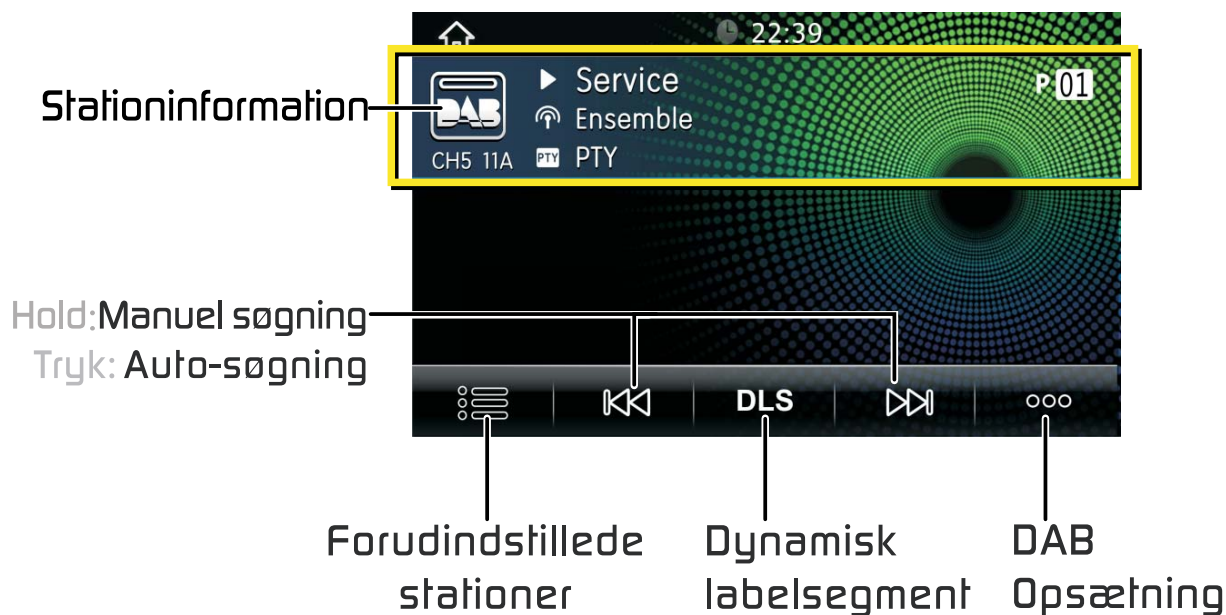 22:39
Stationinformation
DAB
Service
P 01
Ensemble
CH5 11A
PTY PTY
Hold:Manuel søgning
Tryk: Auto-søgning
DLS
Forudindstillede
stationer
Dynamisk
labelsegment
DAB
Opsætning